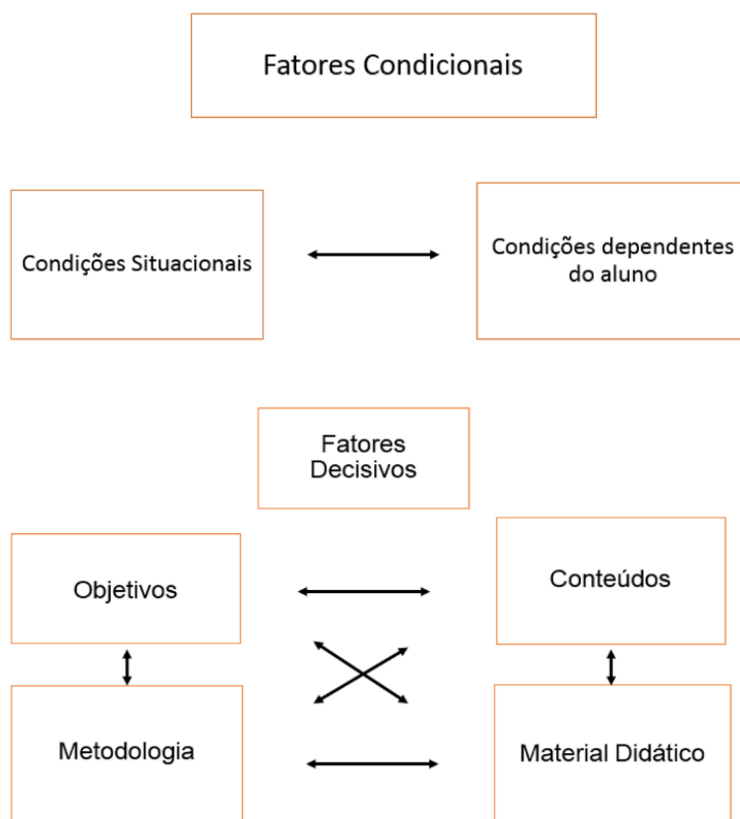 Fatores Condicionais
Condições Situacionais
Condições dependentes
do aluno
Fatores
Decisivos
Objetivos
Conteúdos
Metodologia
Material Didático